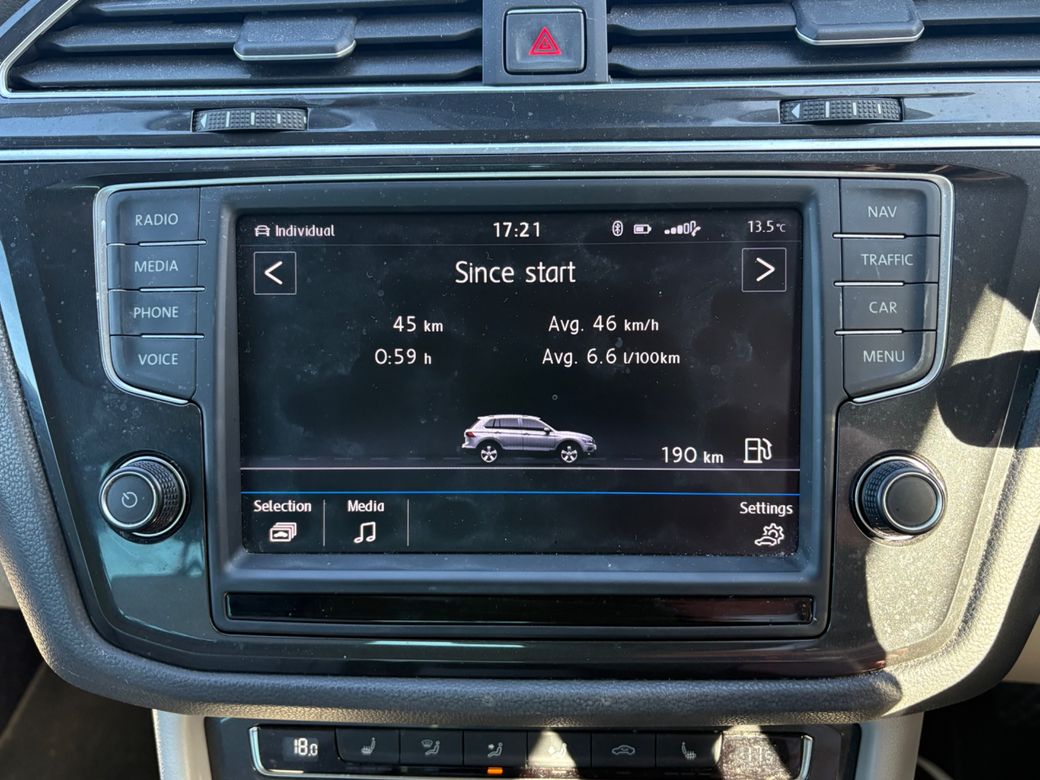 RADIO
MEDIA
PHONE
VOICE
Individual 17:21 13.5°C
Since start
45 km Avg. 46 km/h
0:59 h Avg. 6.6 l/100km
190 km
Selection Media Settings
NAV
TRAFFIC
CAR
MENU
18.0